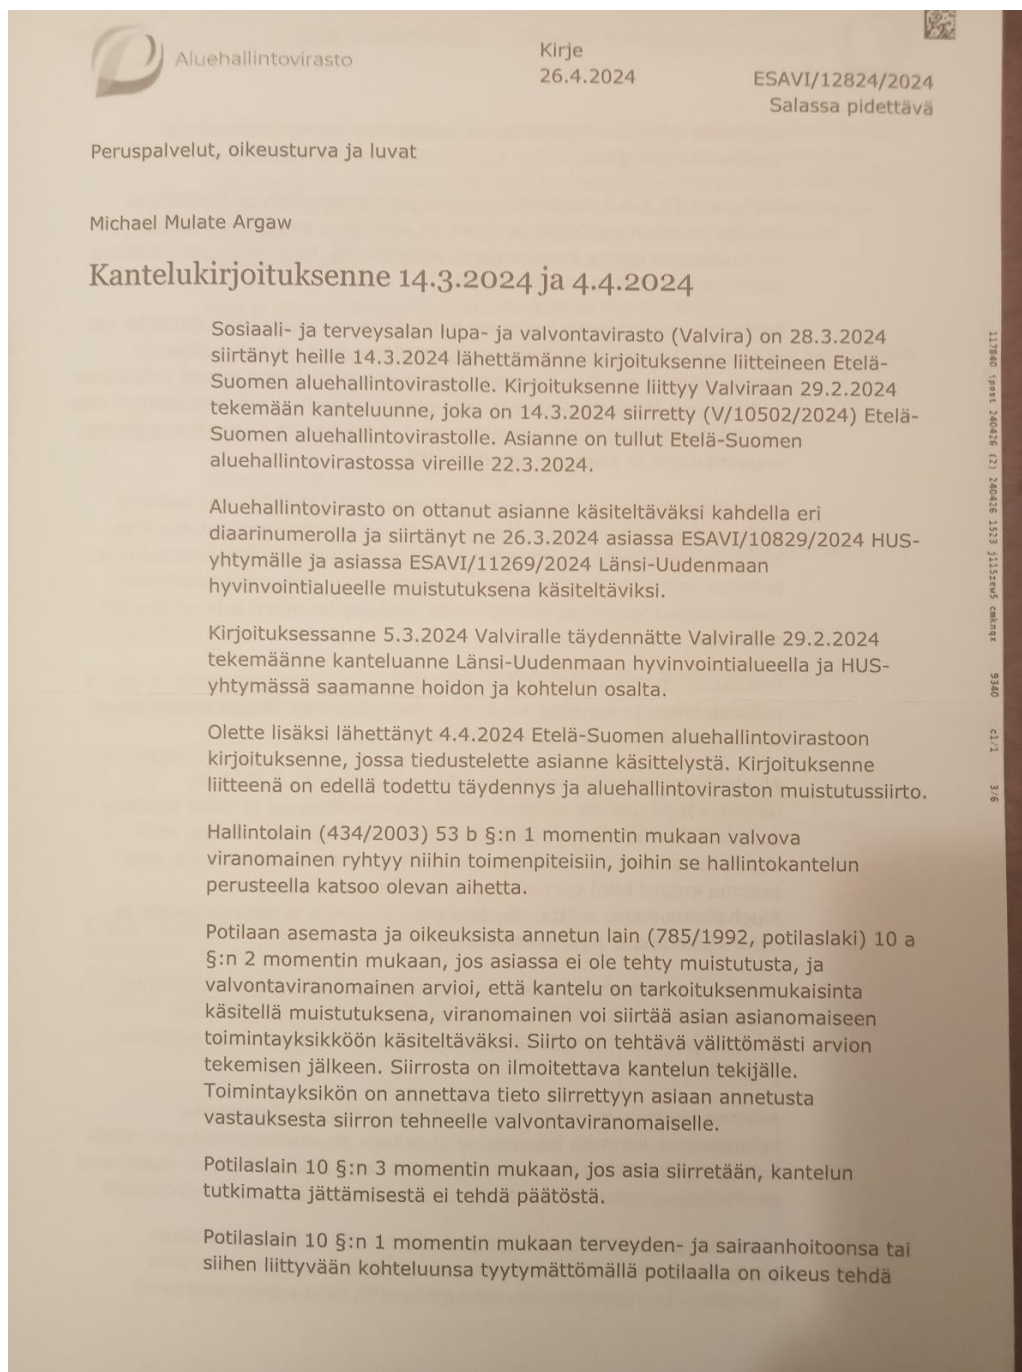 Aluehallintovirasto
Kirje
26.4.2024
ESAVI/12824/2024
Salassa pidettävä
Peruspalvelut, oikeusturva ja luvat
Michael Mulate Argaw
Kantelukirjoituksenne 14.3.2024 ja 4.4.2024
Sosiaali- ja terveysalan lupa- ja valvontavirasto (Valvira) on 28.3.2024
siirtänyt heille 14.3.2024 lähettämänne kirjoituksenne liitteineen Etelä-
Suomen aluehallintovirastolle. Kirjoituksenne liittyy Valviraan 29.2.2024
tekemään kanteluunne, joka on 14.3.2024 siirretty (V/10502/2024) Etelä-
Suomen aluehallintovirastolle. Asianne on tullut Etelä-Suomen
aluehallintovirastossa vireille 22.3.2024.
Aluehallintovirasto on ottanut asianne käsiteltäväksi kahdella eri
diaarinumerolla ja siirtänyt ne 26.3.2024 asiassa ESAVI/10829/2024 HUS-
yhtymälle ja asiassa ESAVI/11269/2024 Länsi-Uudenmaan
hyvinvointialueelle muistutuksena käsiteltäviksi.
Kirjoituksessanne 5.3.2024 Valviralle täydennätte Valviralle 29.2.2024
tekemäänne kanteluanne Länsi-Uudenmaan hyvinvointialueella ja HUS-
yhtymässä saamanne hoidon ja kohtelun osalta.
Olette lisäksi lähettänyt 4.4.2024 Etelä-Suomen aluehallintovirastoon
kirjoituksenne, jossa tiedustelette asianne käsittelystä. Kirjoituksenne
liitteenä on edellä todettu täydennys ja aluehallintoviraston muistutussiirto.
Hallintolain (434/2003) 53 b §:n 1 momentin mukaan valvova
viranomainen ryhtyy niihin toimenpiteisiin, joihin se hallintokantelun
perusteella katsoo olevan aihetta.
Potilaan asemasta ja oikeuksista annetun lain (785/1992, potilaslaki) 10 a
§:n 2 momentin mukaan, jos asiassa ei ole tehty muistutusta, ja
valvontaviranomainen arvioi, että kantelu on tarkoituksenmukaisinta
käsitellä muistutuksena, viranomainen voi siirtää asian asianomaiseen
toimintayksikköön käsiteltäväksi. Siirto on tehtävä välittömästi arvion
tekemisen jälkeen. Siirrosta on ilmoitettava kantelun tekijälle.
Toimintayksikön on annettava tieto siirrettyyn asiaan annetusta
vastauksesta siirron tehneelle valvontaviranomaiselle.
Potilaslain 10 §:n 3 momentin mukaan, jos asia siirretään, kantelun
tutkimatta jättämisestä ei tehdä päätöstä.
Potilaslain 10 §:n 1 momentin mukaan terveyden- ja sairaanhoitoonsa tai
siihen liittyvään kohteluunsa tyytymättömällä potilaalla on oikeus tehdä
117840 ipost 240426 (2) 240426 1523 j115zew5 cmknqx 9340 c1/1 3/6